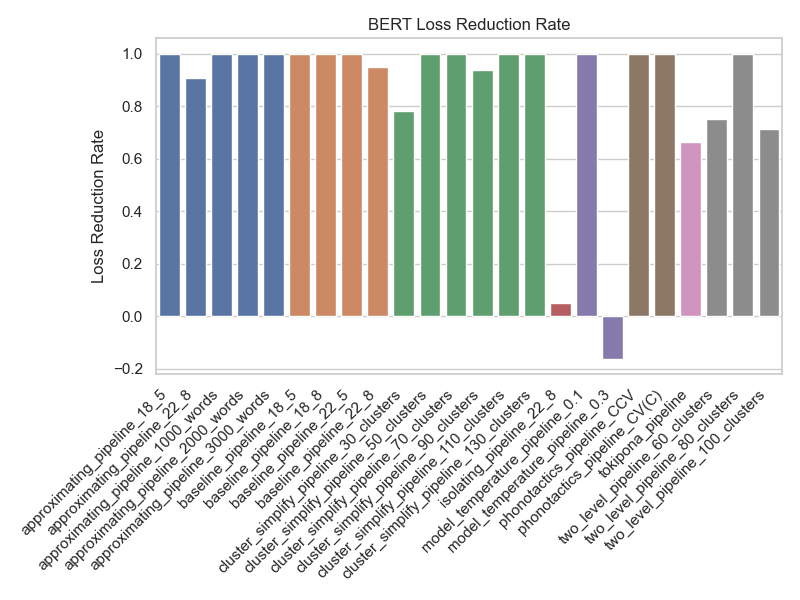 BERT Loss Reduction Rate
Loss Reduction Rate
1.0
0.8
0.6
0.4
0.2
0.0
−0.2
approximating_pipeline_18_5
approximating_pipeline_22_8
approximating_pipeline_1000_words
approximating_pipeline_2000_words
approximating_pipeline_3000_words
baseline_pipeline_18_5
baseline_pipeline_18_8
baseline_pipeline_22_5
baseline_pipeline_22_8
cluster_simplify_pipeline_30_clusters
cluster_simplify_pipeline_50_clusters
cluster_simplify_pipeline_70_clusters
cluster_simplify_pipeline_90_clusters
cluster_simplify_pipeline_110_clusters
cluster_simplify_pipeline_130_clusters
isolating_pipeline_22_8
model_temperature_pipeline_0.1
model_temperature_pipeline_0.3
phonotactics_pipeline_CCV
phonotactics_pipeline_CV(C)
tokipona_pipeline
two_level_pipeline_60_clusters
two_level_pipeline_80_clusters
two_level_pipeline_100_clusters